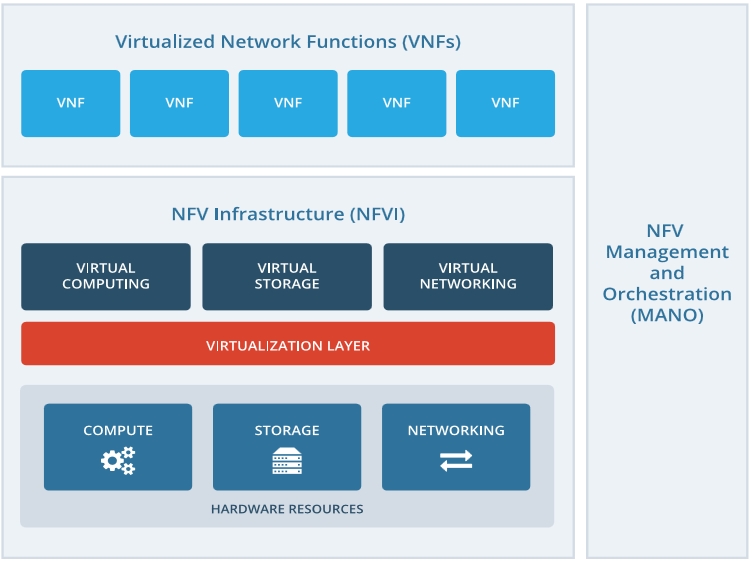 Virtualized Network Functions (VNFs)
VNF
VNF
VNF
VNF
VNF
NFV Infrastructure (NFVI)
VIRTUAL
COMPUTING
VIRTUAL
STORAGE
VIRTUAL
NETWORKING
VIRTUALIZATION LAYER
COMPUTE
STORAGE
NETWORKING
HARDWARE RESOURCES
NFV
Management
and
Orchestration
(MANO)